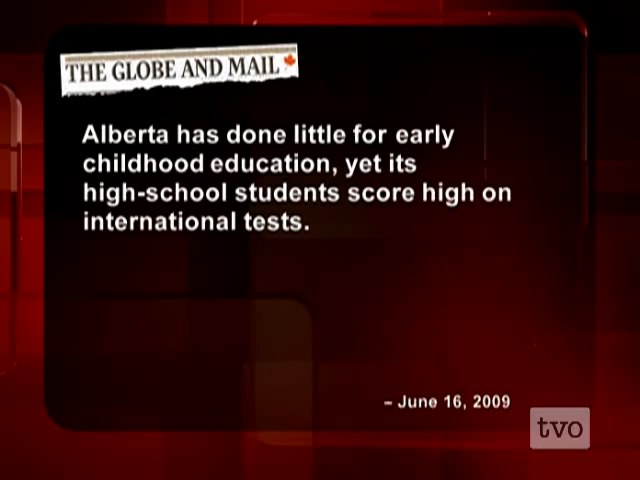 THE GLOBE AND MAIL
Alberta has done little for early
childhood education, yet its
high-school students score high on
international tests.
– June 16, 2009
tvo